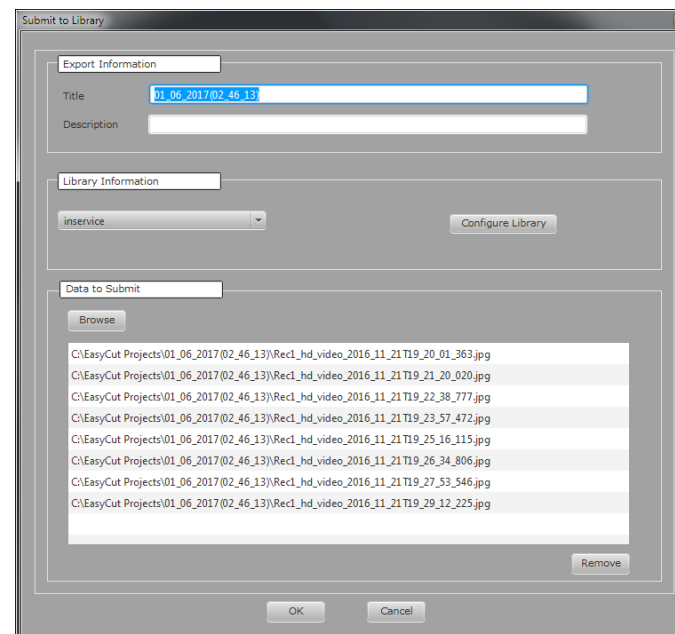 Submit to Library
Export Information
Title 01_06_2017(02_46_13)
Description
Library Information
inservice Configure Library
Data to Submit
Browse
C:\EasyCut Projects\01_06_2017(02_46_13)\Rec1_hd_video_2016_11_21T19_20_01_363.jpg
C:\EasyCut Projects\01_06_2017(02_46_13)\Rec1_hd_video_2016_11_21T19_21_20_020.jpg
C:\EasyCut Projects\01_06_2017(02_46_13)\Rec1_hd_video_2016_11_21T19_22_38_777.jpg
C:\EasyCut Projects\01_06_2017(02_46_13)\Rec1_hd_video_2016_11_21T19_23_57_472.jpg
C:\EasyCut Projects\01_06_2017(02_46_13)\Rec1_hd_video_2016_11_21T19_25_16_115.jpg
C:\EasyCut Projects\01_06_2017(02_46_13)\Rec1_hd_video_2016_11_21T19_26_34_806.jpg
C:\EasyCut Projects\01_06_2017(02_46_13)\Rec1_hd_video_2016_11_21T19_27_53_546.jpg
C:\EasyCut Projects\01_06_2017(02_46_13)\Rec1_hd_video_2016_11_21T19_29_12_225.jpg
Remove
OK Cancel